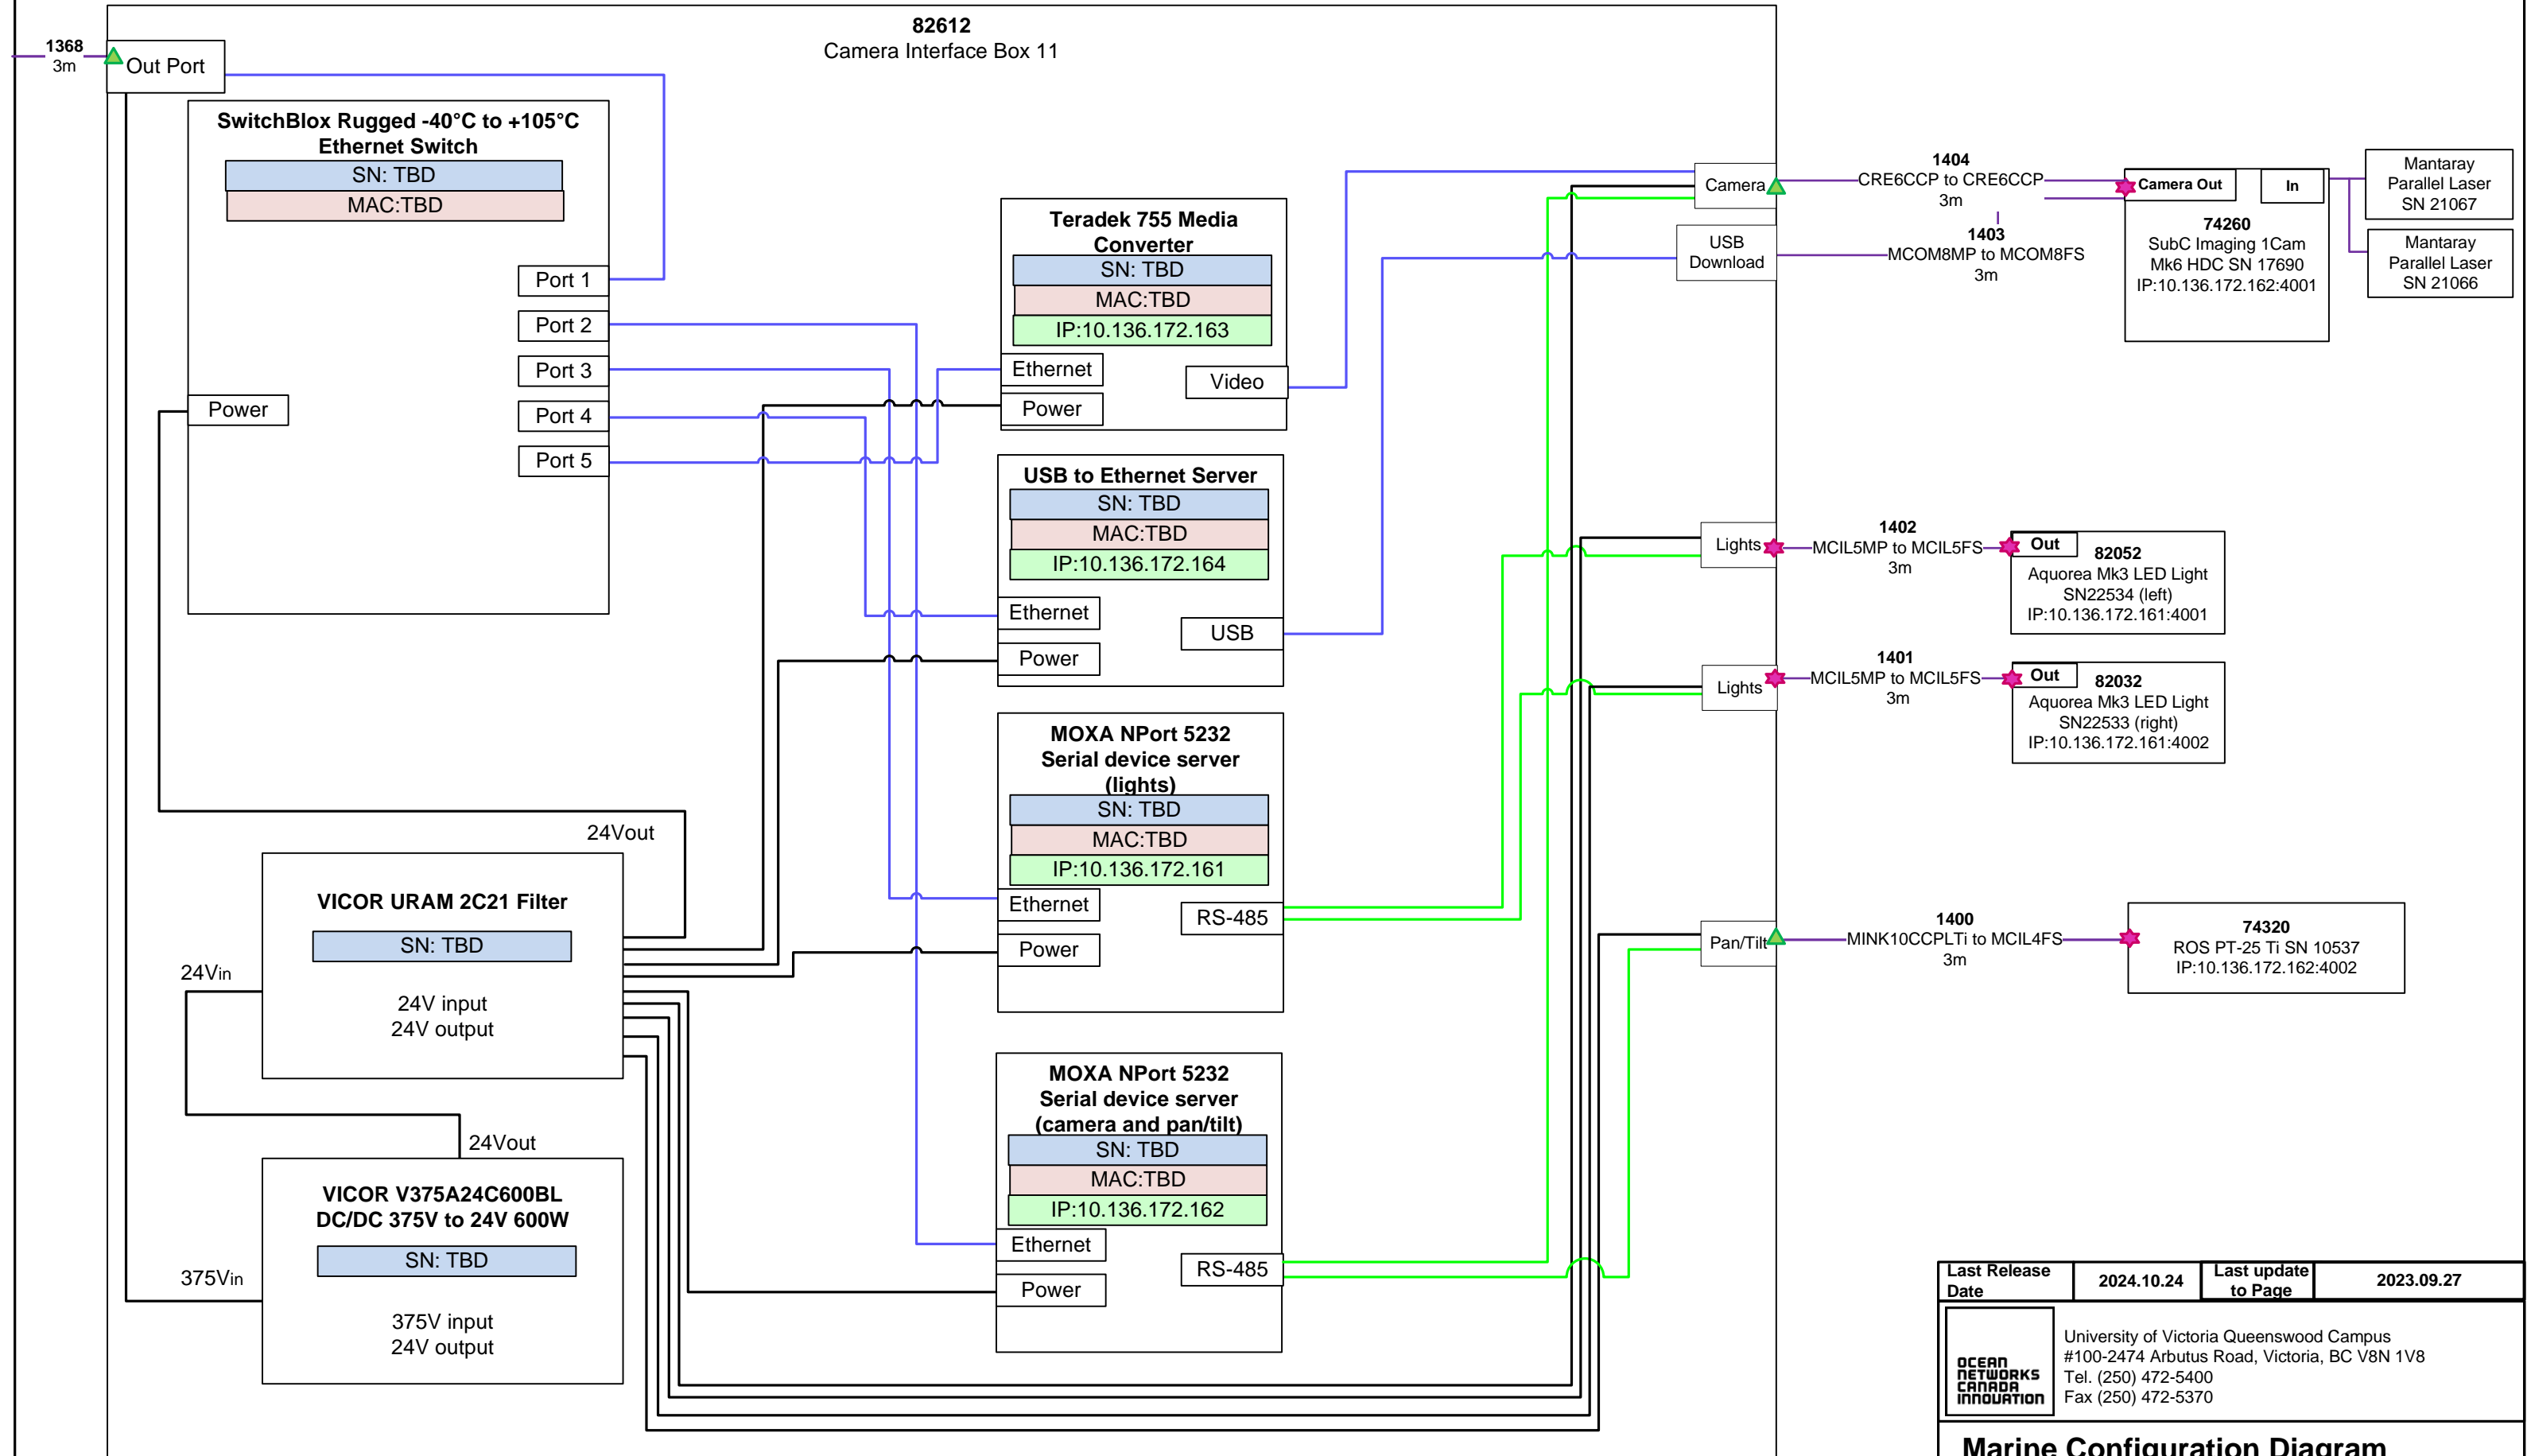 82612
Camera Interface Box 11
1368
3m
Out Port
SwitchBlox Rugged -40°C to +105°C
Ethernet Switch
SN: TBD
MAC:TBD
Port 1
Port 2
Port 3
Port 4
Port 5
Power
Teradek 755 Media
Converter
SN: TBD
MAC:TBD
IP:10.136.172.163
Ethernet
Power
Video
USB to Ethernet Server
SN: TBD
MAC:TBD
IP:10.136.172.164
Ethernet
Power
USB
MOXA NPort 5232
Serial device server
(lights)
SN: TBD
MAC:TBD
IP:10.136.172.161
Ethernet
Power
RS-485
MOXA NPort 5232
Serial device server
(camera and pan/tilt)
SN: TBD
MAC:TBD
IP:10.136.172.162
Ethernet
Power
RS-485
24Vout
VICOR URAM 2C21 Filter
SN: TBD
24Vin
24V input
24V output
24Vout
VICOR V375A24C600BL
DC/DC 375V to 24V 600W
SN: TBD
375Vin
375V input
24V output
Camera
USB
Download
Lights
Lights
Pan/Tilt
1404
CRE6CCP to CRE6CCP
3m
1403
MCOM8MP to MCOM8FS
3m
Camera Out
In
74260
SubC Imaging 1Cam
Mk6 HDC SN 17690
IP:10.136.172.162:4001
Mantaray
Parallel Laser
SN 21067
Mantaray
Parallel Laser
SN 21066
1402
MCIL5MP to MCIL5FS
3m
Out
82052
Aquorea Mk3 LED Light
SN22534 (left)
IP:10.136.172.161:4001
1401
MCIL5MP to MCIL5FS
3m
Out
82032
Aquorea Mk3 LED Light
SN22533 (right)
IP:10.136.172.161:4002
1400
MINK10CCPLTi to MCIL4FS
3m
74320
ROS PT-25 Ti SN 10537
IP:10.136.172.162:4002
Last Release
Date
2024.10.24
Last update
to Page
2023.09.27
OCEAN
NETWORKS
CANADA
INNOVATION
University of Victoria Queenswood Campus
#100-2474 Arbutus Road, Victoria, BC V8N 1V8
Tel. (250) 472-5400
Fax (250) 472-5370
Marine Configuration Diagram